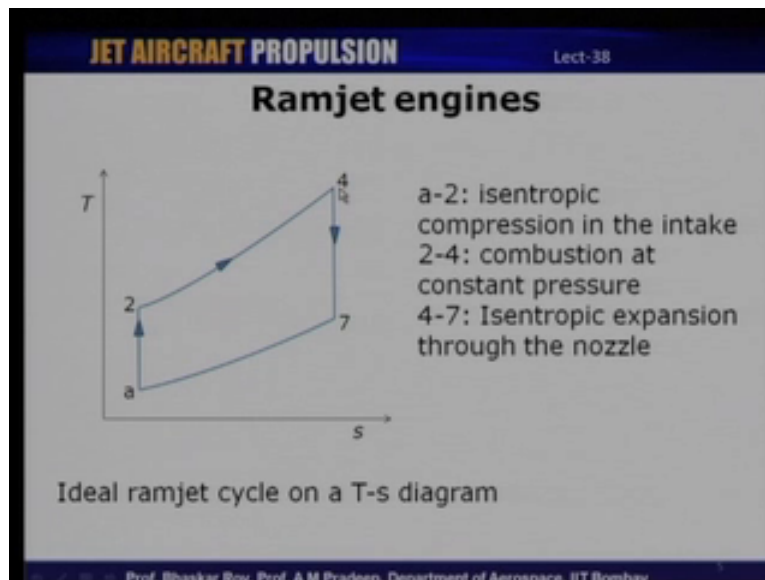 JET AIRCRAFT PROPULSION
Lect-38
Ramjet engines
T
4
2
7
a
s
a-2: isentropic
compression in the intake
2-4: combustion at
constant pressure
4-7: Isentropic expansion
through the nozzle
Ideal ramjet cycle on a T-s diagram
5
Prof. Bhaskar Roy, Prof. A M Pradeep, Department of Aerospace, IIT Bombay